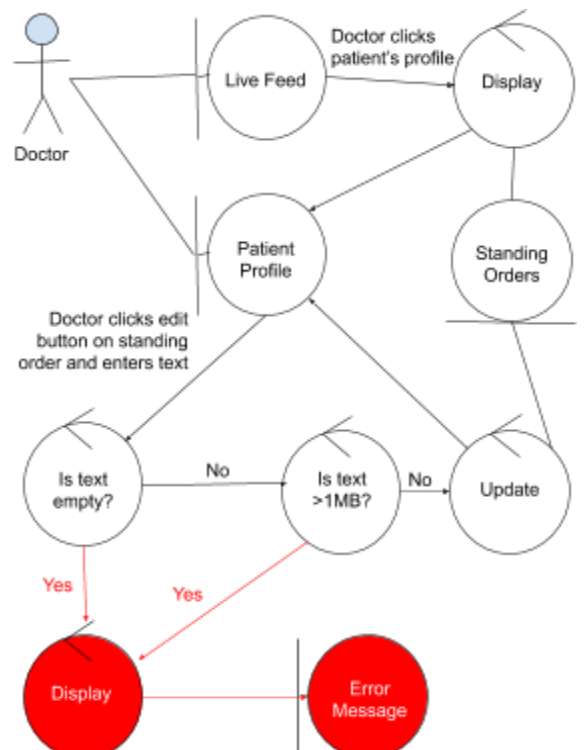 Doctor clicks
patient's profile
Live Feed
Display
Doctor
Patient
Profile
Standing
Orders
Doctor clicks edit
button on standing
order and enters text
Is text
empty?
No
Is text
>1MB?
No
Update
Yes
Yes
Display
Error
Message